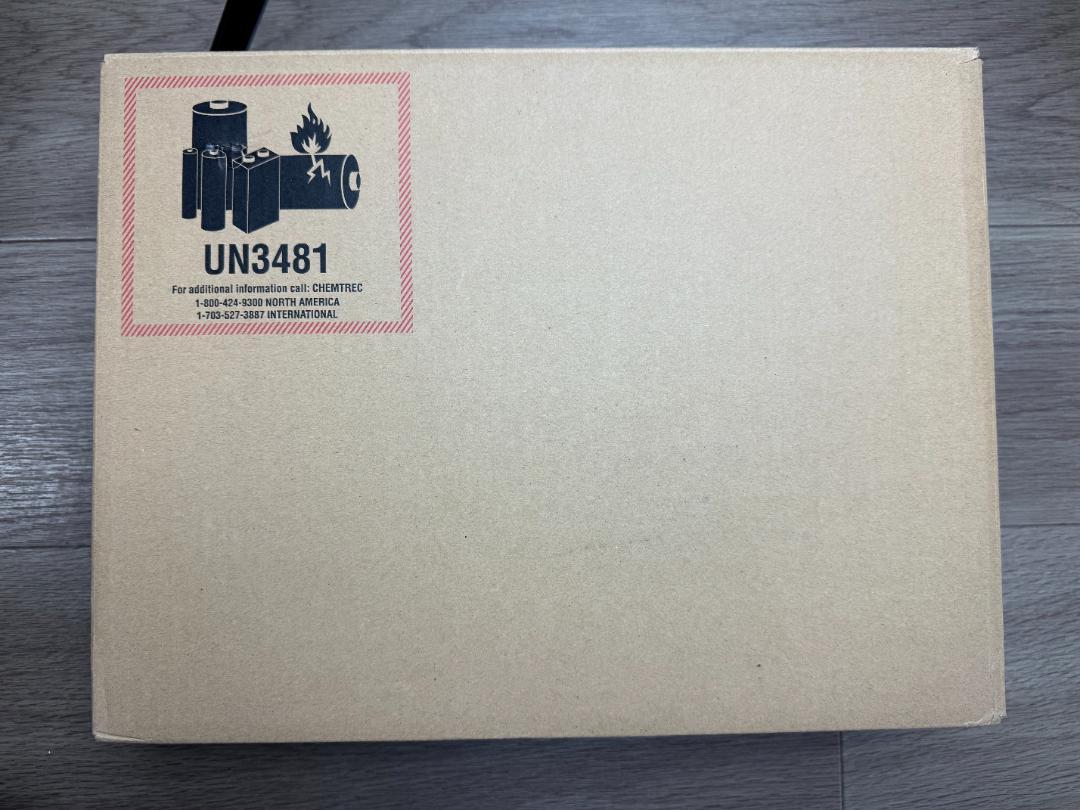 UN3481
For additional information call: CHEMTREC
1-800-424-9300 NORTH AMERICA
1-703-527-3887 INTERNATIONAL